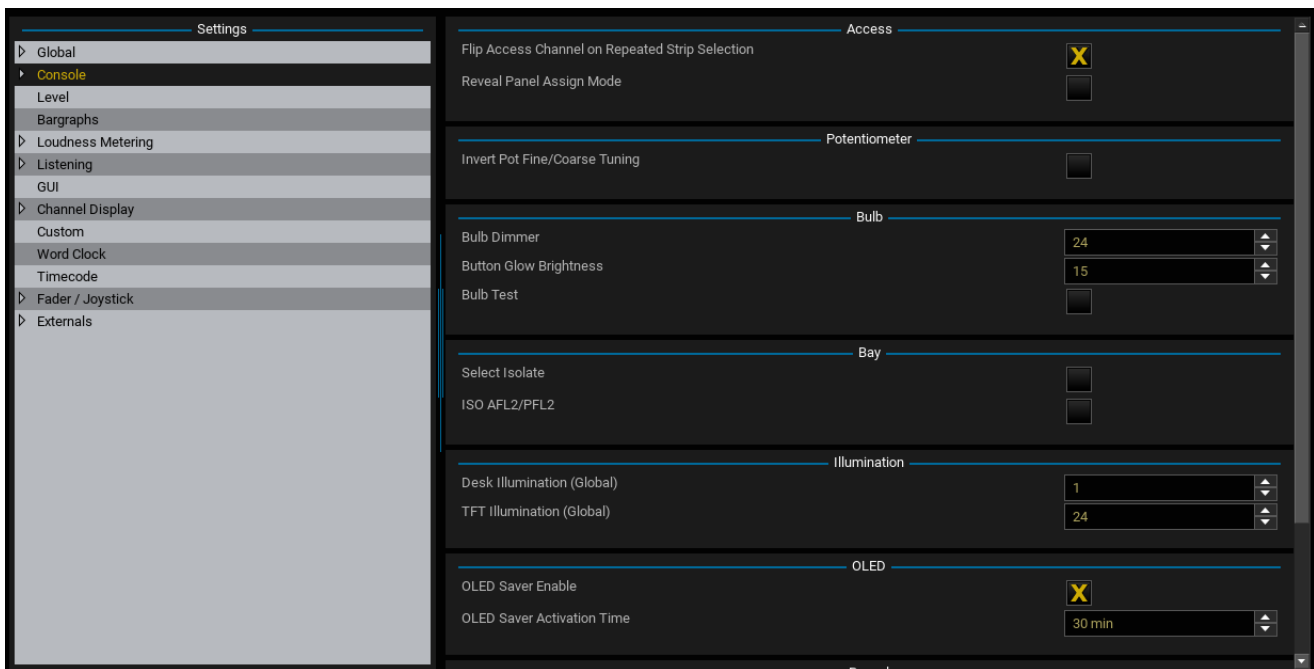 Settings
Global
Console
Level
Bargraphs
Loudness Metering
Listening
GUI
Channel Display
Custom
Word Clock
Timecode
Fader / Joystick
Externals
Access
Flip Access Channel on Repeated Strip Selection
X
Reveal Panel Assign Mode
Potentiometer
Invert Pot Fine/Coarse Tuning
Bulb
Bulb Dimmer
24
Button Glow Brightness
15
Bulb Test
Bay
Select Isolate
ISO AFL2/PFL2
Illumination
Desk Illumination (Global)
1
TFT Illumination (Global)
24
OLED
OLED Saver Enable
X
OLED Saver Activation Time
30 min